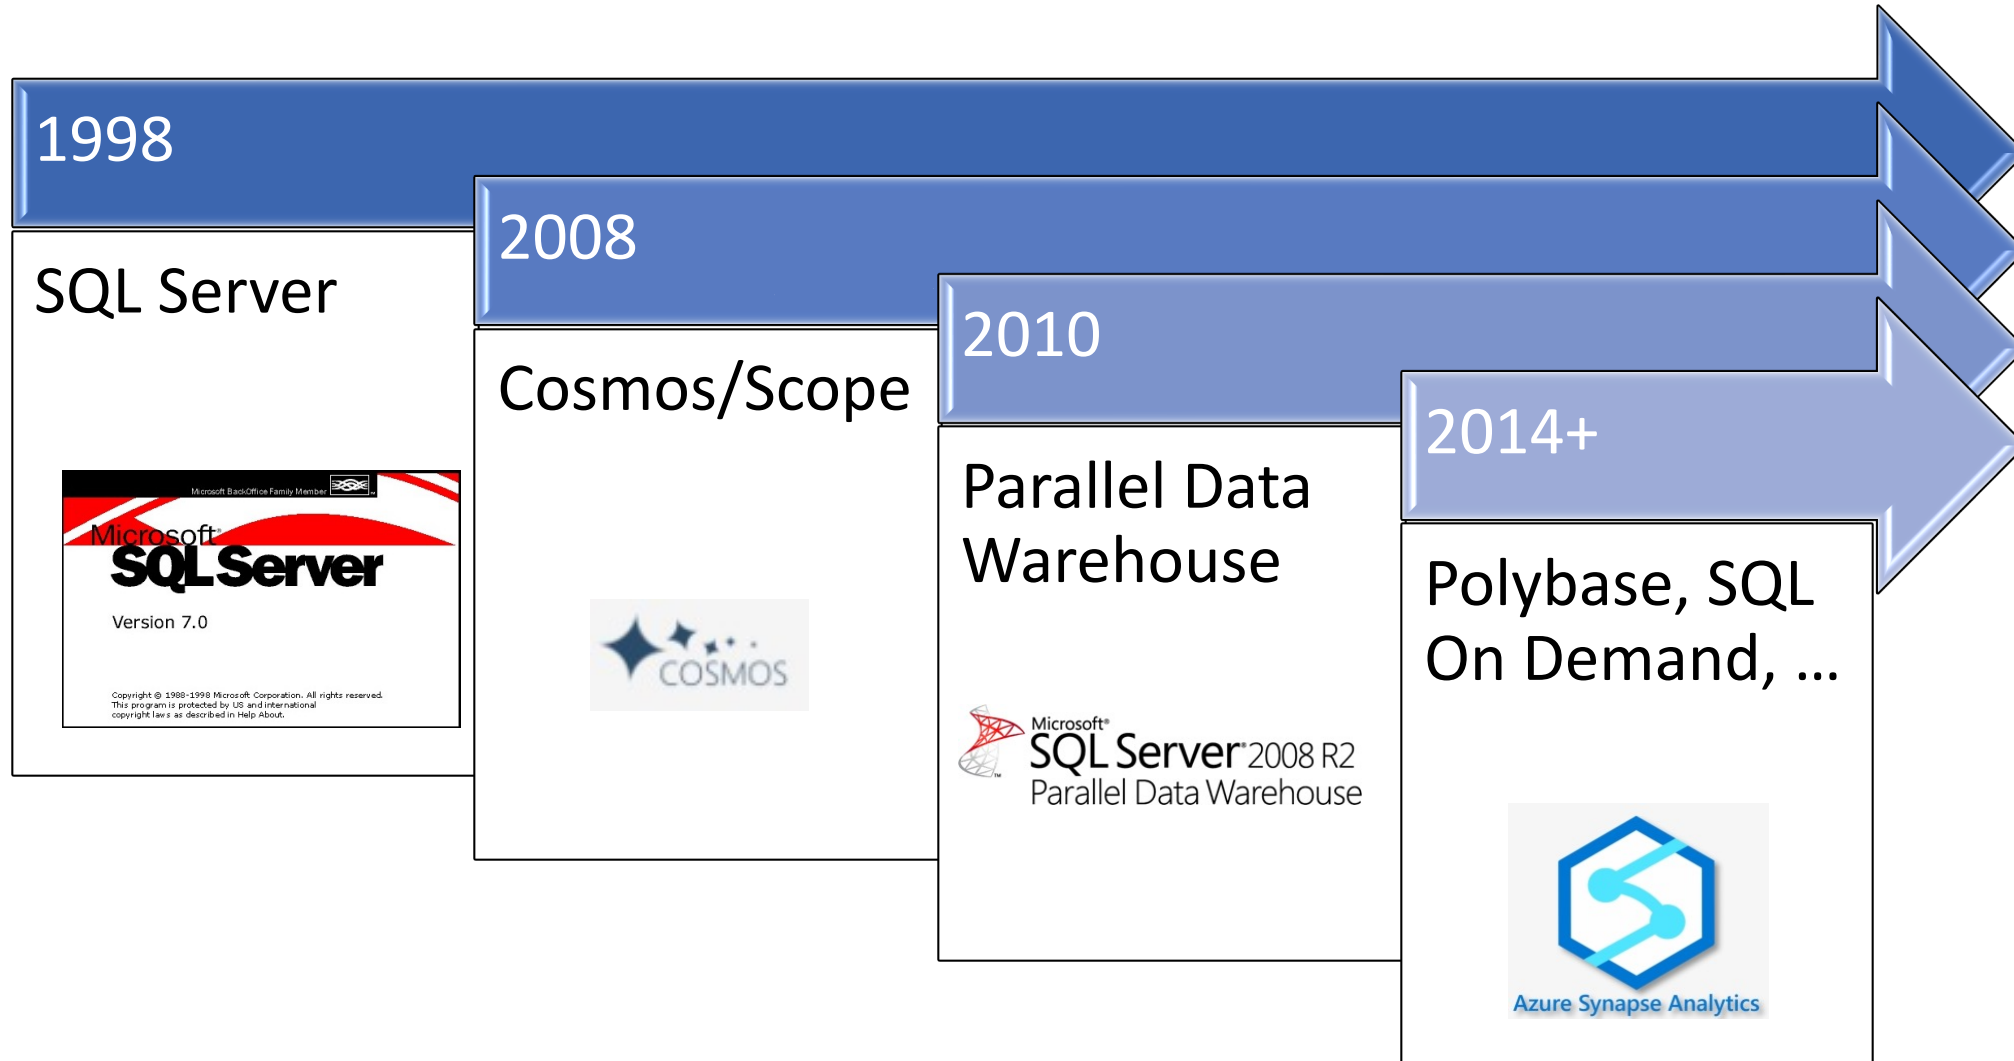 1998
SQL Server
Microsoft BackOffice Family Member
Microsoft®
SQL Server
Version 7.0
Copyright © 1988-1998 Microsoft Corporation. All rights reserved.
This program is protected by US and international
copyright laws as described in Help About.
2008
Cosmos/Scope
COSMOS
2010
Parallel Data
Warehouse
Microsoft®
SQL Server® 2008 R2
Parallel Data Warehouse
2014+
Polybase, SQL
On Demand, ...
Azure Synapse Analytics